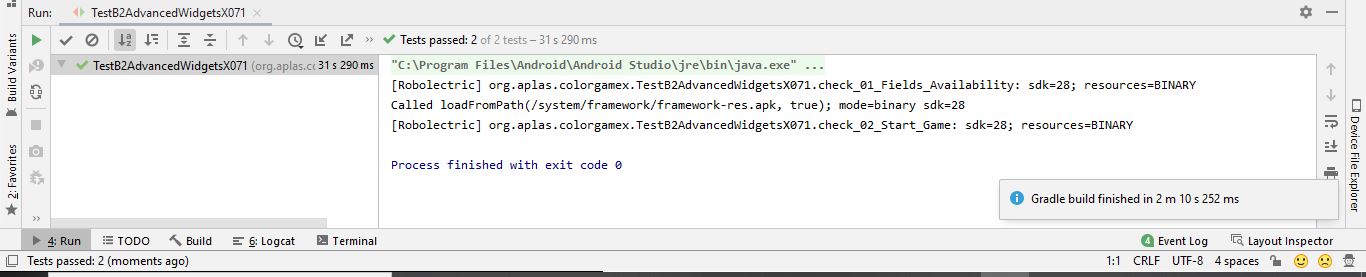 Run: TestB2AdvancedWidgetsX071
Tests passed: 2 of 2 tests – 31 s 290 ms
TestB2AdvancedWidgetsX071 (org.aplas.cc 31 s 290 ms
"C:\Program Files\Android\Android Studio\jre\bin\java.exe" ...
[Robolectric] org.aplas.colorgamex.TestB2AdvancedWidgetsX071.check_01_Fields_Availability: sdk=28; resources=BINARY
Called loadFromPath(/system/framework/framework-res.apk, true); mode=binary sdk=28
[Robolectric] org.aplas.colorgamex.TestB2AdvancedWidgetsX071.check_02_Start_Game: sdk=28; resources=BINARY
Process finished with exit code 0
Build Variants
2: Favorites
Device File Explorer
Gradle build finished in 2 m 10 s 252 ms
4: Run TODO Build 6: Logcat Terminal 4 Event Log Layout Inspector
Tests passed: 2 (moments ago) 1:1 CRLF UTF-8 4 spaces